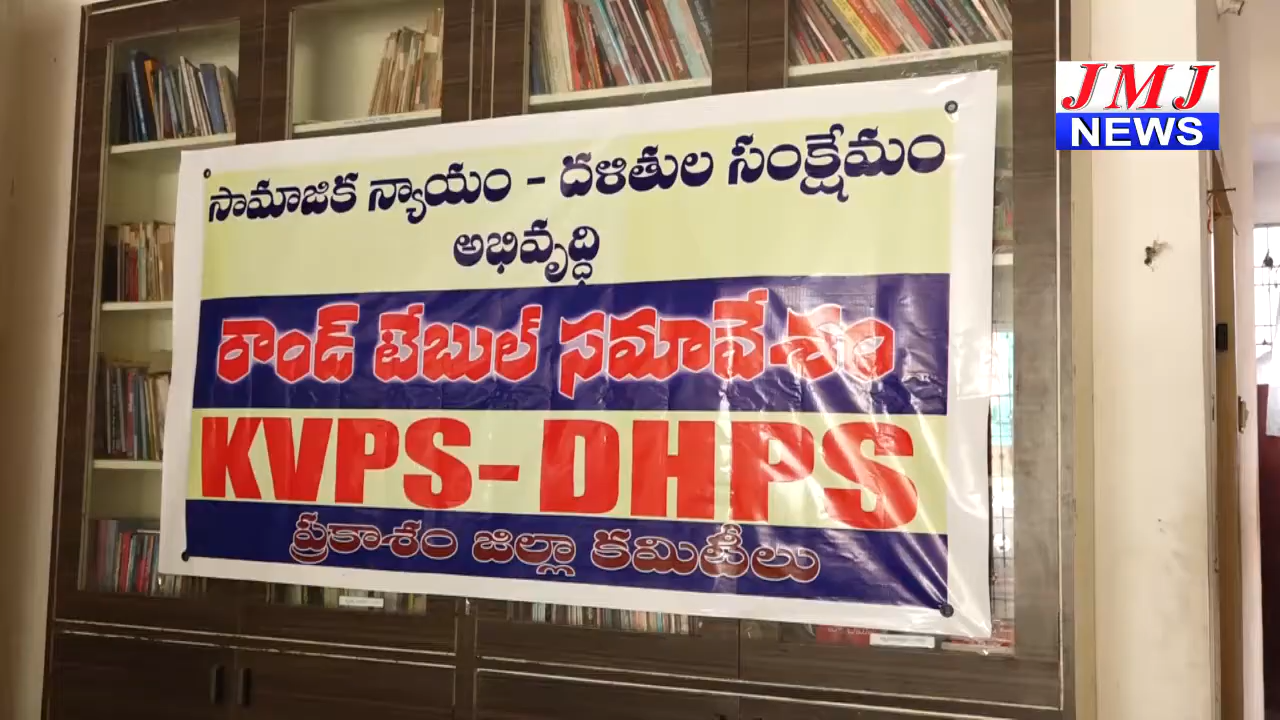 సామాజిక న్యాయం - దళితుల సంక్షేమం
అభివృద్ధి
రౌండ్ టేబుల్ సమావేశం
KVPS-DHPS
ప్రకాశం జిల్లా కమిటీలు
JMJ
NEWS